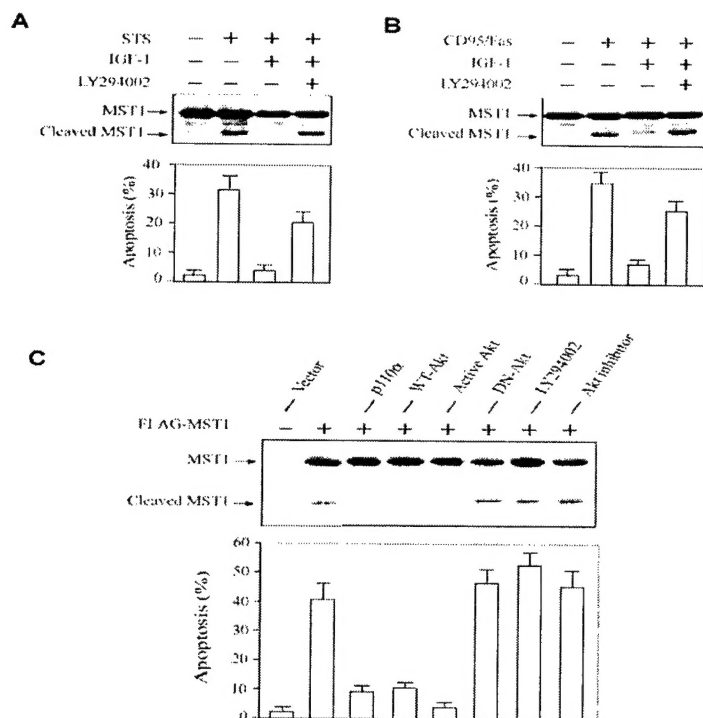 A
STS − + + +
IGF-1 − − + +
LY294002 − − − +
MST1
Cleaved MST1
40
30
20
10
0
Apoptosis (%)
B
CD95/Fas − + + +
IGF-1 − − + +
LY294002 − − − +
MST1
Cleaved MST1
40
30
20
10
0
Apoptosis (%)
C
Vector
p110α
WT-Akt
Active Akt
DN-Akt
LY294002
Akt inhibitor
FLAG-MST1 − + + + + + + +
MST1
Cleaved MST1
60
50
40
30
20
10
0
Apoptosis (%)